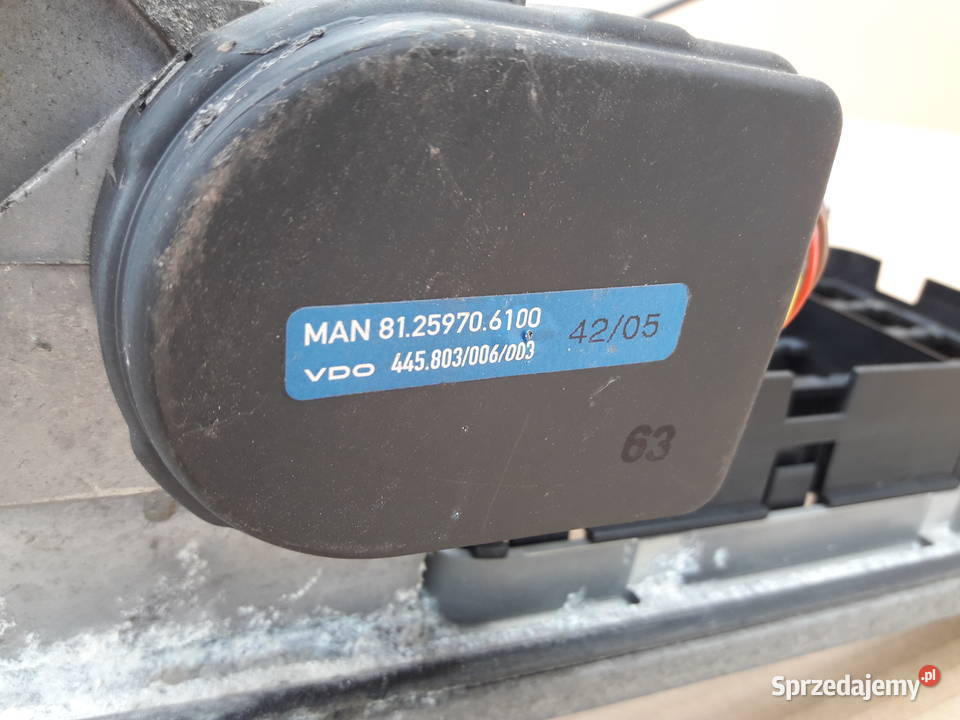 MAN 81.25970.6100 42/05
VDO 445.803/006/003
63
Sprzedajemy.pl